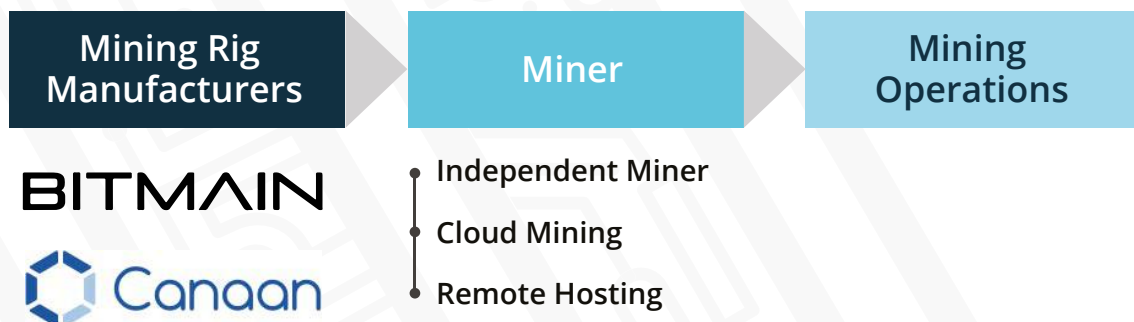 Mining Rig
Manufacturers
Miner
Mining
Operations
BITMAIN
Canaan
Independent Miner
Cloud Mining
Remote Hosting